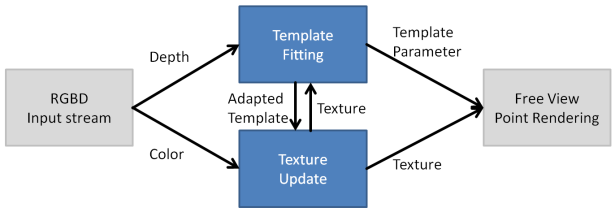 Template
Fitting
Template
Parameter
Depth
RGBD
Input stream
Adapted
Template
Texture
Free View
Point Rendering
Color
Texture
Update
Texture